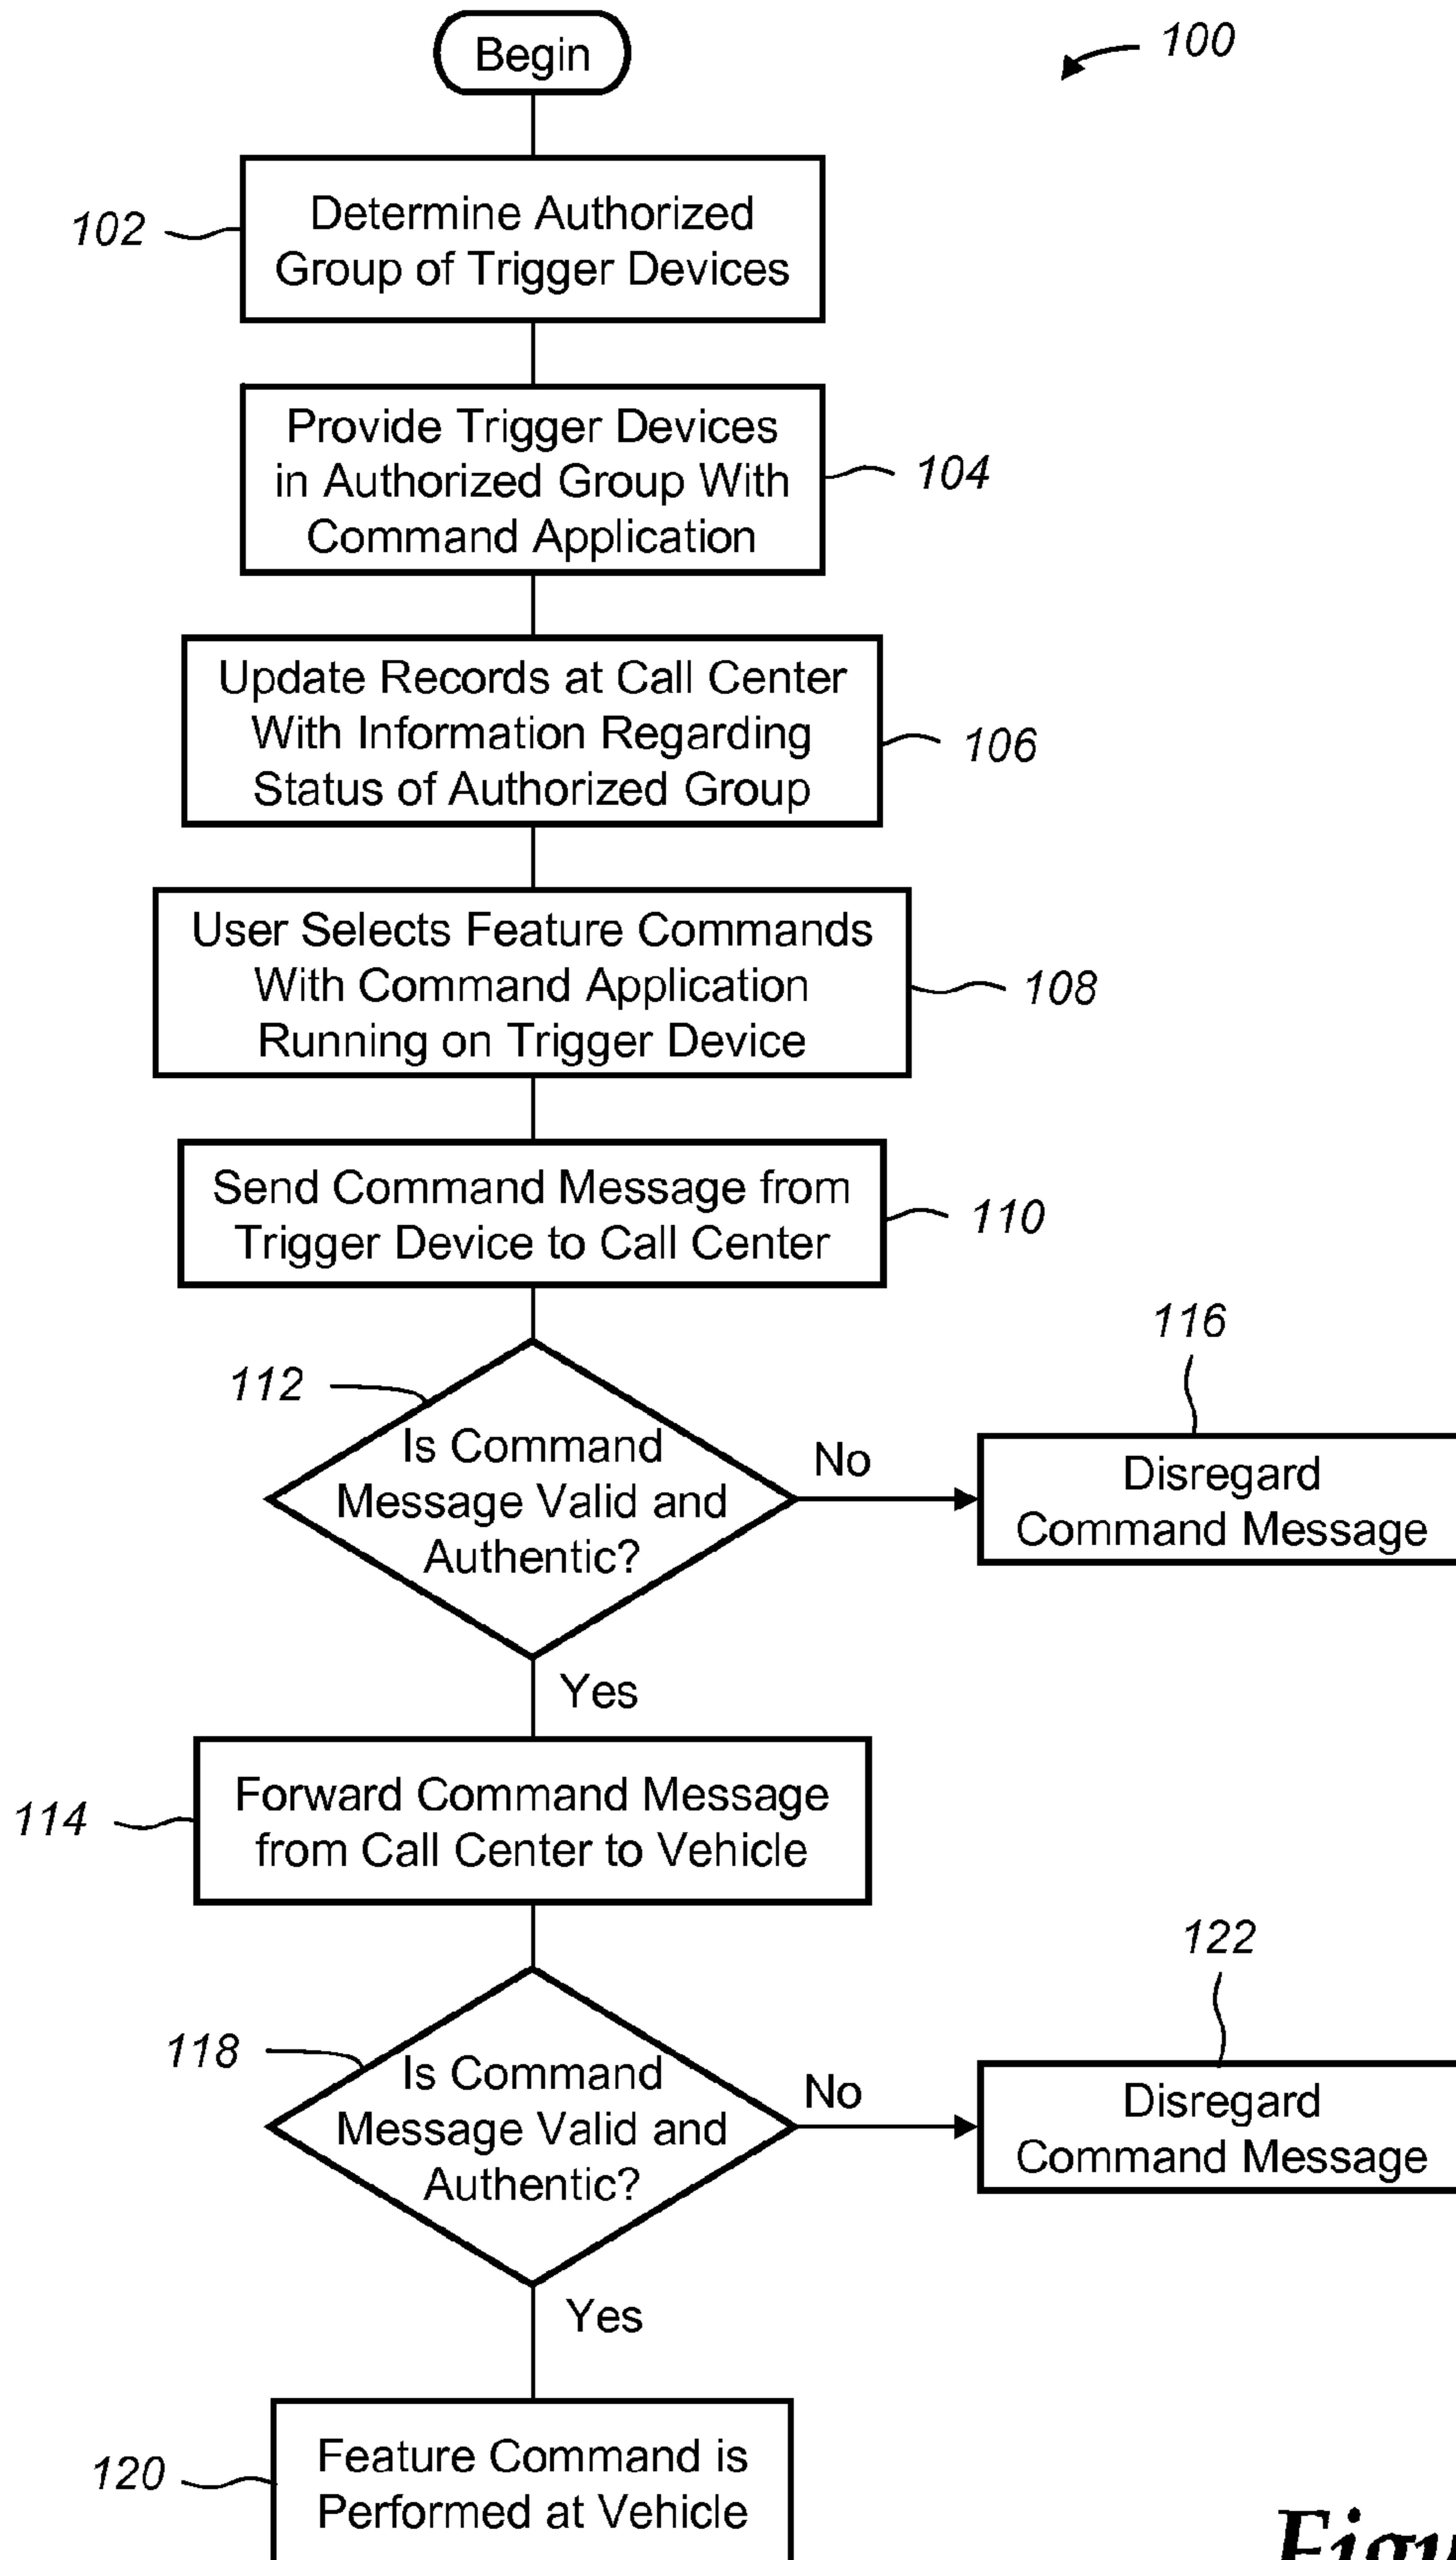 Begin
100
Determine Authorized
Group of Trigger Devices
102
Provide Trigger Devices
in Authorized Group With
Command Application
104
Update Records at Call Center
With Information Regarding
Status of Authorized Group
106
User Selects Feature Commands
With Command Application
Running on Trigger Device
108
Send Command Message from
Trigger Device to Call Center
110
112
Is Command
Message Valid and
Authentic?
No
116
Disregard
Command Message
Yes
114
Forward Command Message
from Call Center to Vehicle
118
Is Command
Message Valid and
Authentic?
No
122
Disregard
Command Message
Yes
120
Feature Command is
Performed at Vehicle